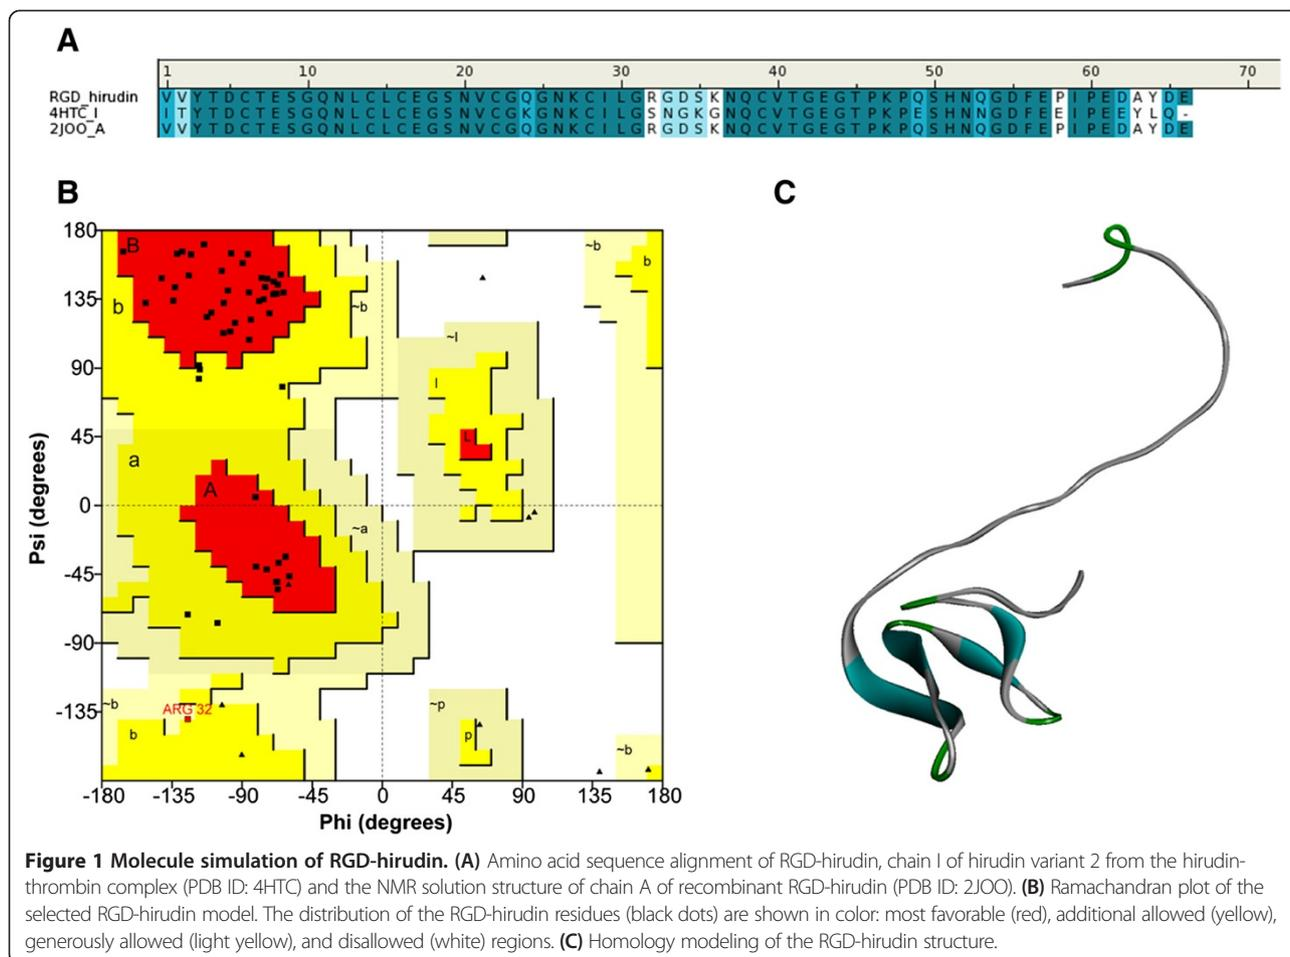 A
1 10 20 30 40 50 60 70
RGD_hirudin VVYTDCTESGQNLCLCEGSNVCGQGNKCILGRGDSKNQCVTGEGTPKPQSHNQGDFEPIPEDAYDE
4HTC_I ITYTDCTESGQNLCLCEGSNVCGKGNKCILGSNGKGNQCVTGEGTPKPESHNNGDFEEIPEEYLQ-
2JOO_A VVYTDCTESGQNLCLCEGSNVCGQGNKCILGRGDSKNQCVTGEGTPKPQSHNQGDFEPIPEDAYDE
B
C
180
135
90
45
0
-45
-90
-135
Psi (degrees)
B
~b
b
b
~b
~l
l
L
a
A
~a
~b
ARG 32
b
~p
p
~b
-180 -135 -90 -45 0 45 90 135 180
Phi (degrees)
Figure 1 Molecule simulation of RGD-hirudin. (A) Amino acid sequence alignment of RGD-hirudin, chain I of hirudin variant 2 from the hirudin-
thrombin complex (PDB ID: 4HTC) and the NMR solution structure of chain A of recombinant RGD-hirudin (PDB ID: 2JOO). (B) Ramachandran plot of the
selected RGD-hirudin model. The distribution of the RGD-hirudin residues (black dots) are shown in color: most favorable (red), additional allowed (yellow),
generously allowed (light yellow), and disallowed (white) regions. (C) Homology modeling of the RGD-hirudin structure.